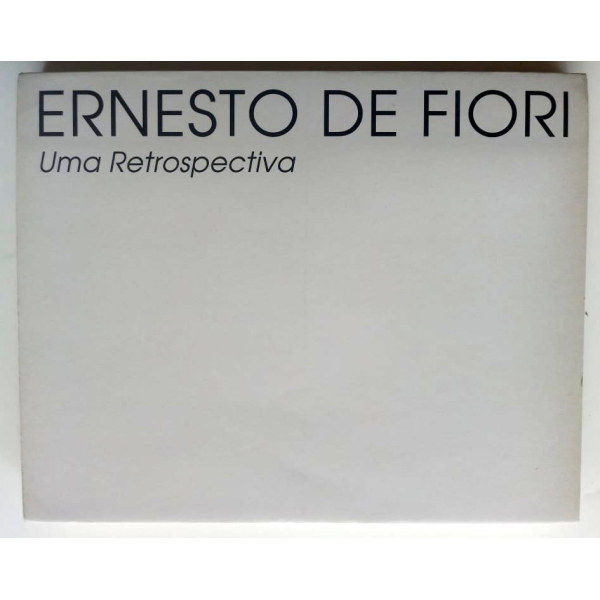 ERNESTO DE FIORI
Uma Retrospectiva